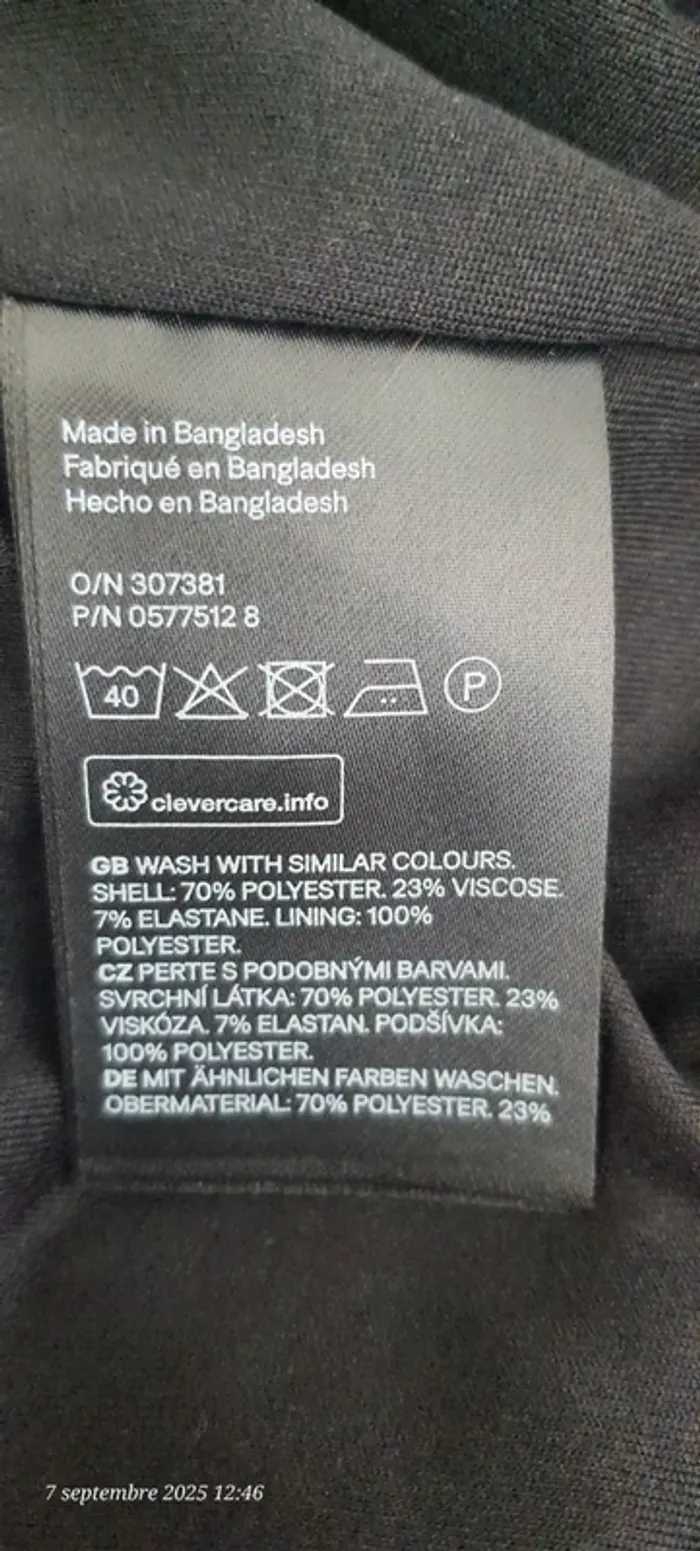 Made in Bangladesh
Fabriqué en Bangladesh
Hecho en Bangladesh
O/N 307381
P/N 0577512 8
40 P
clevercare.info
GB WASH WITH SIMILAR COLOURS.
SHELL: 70% POLYESTER. 23% VISCOSE.
7% ELASTANE. LINING: 100%
POLYESTER.
CZ PERTE S PODOBNÝMI BARVAMI.
SVRCHNÍ LÁTKA: 70% POLYESTER. 23%
VISKÓZA. 7% ELASTAN. PODŠÍVKA:
100% POLYESTER.
DE MIT ÄHNLICHEN FARBEN WASCHEN.
OBERMATERIAL: 70% POLYESTER. 23%
7 septembre 2025 12:46